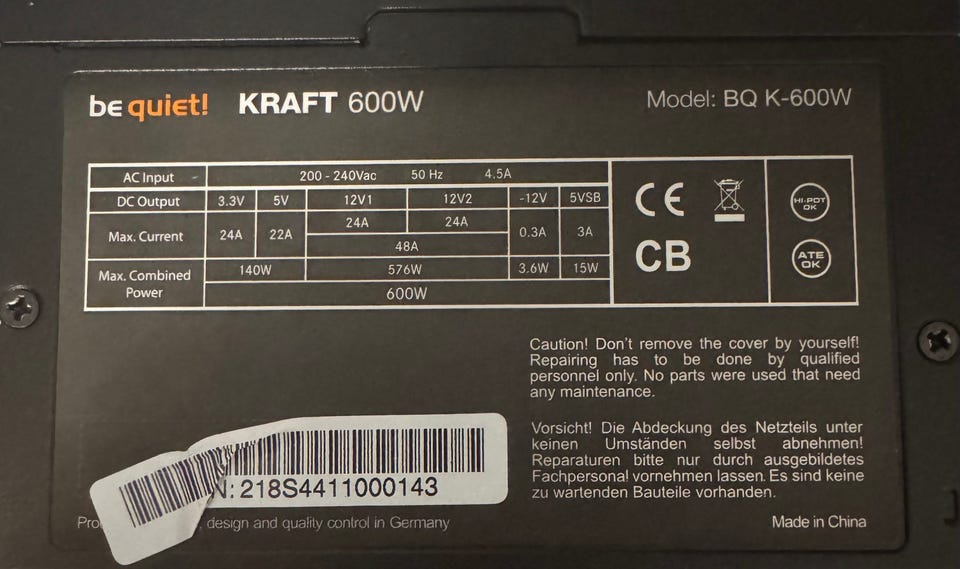 be quiet! KRAFT 600W
Model: BQ K-600W
AC Input 200 - 240Vac 50 Hz 4.5A
DC Output 3.3V 5V 12V1 12V2 -12V 5VSB
Max. Current 24A 22A 24A 24A 0.3A 3A
48A
Max. Combined Power 140W 576W 3.6W 15W
600W
CE
CB
HI-POT
OK
ATE
OK
Caution! Don't remove the cover by yourself!
Repairing has to be done by qualified
personnel only. No parts were used that need
any maintenance.
Vorsicht! Die Abdeckung des Netzteils unter
keinen Umständen selbst abnehmen!
Reparaturen bitte nur durch ausgebildetes
Fachpersonal vornehmen lassen. Es sind keine
zu wartenden Bauteile vorhanden.
N: 218S4411000143
design and quality control in Germany
Made in China